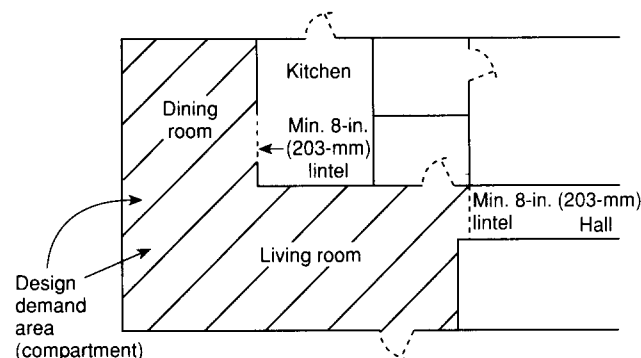 Kitchen
Dining
room
Min. 8-in.
(203-mm)
lintel
Min. 8-in. (203-mm)
lintel
Hall
Living room
Design
demand
area
(compartment)